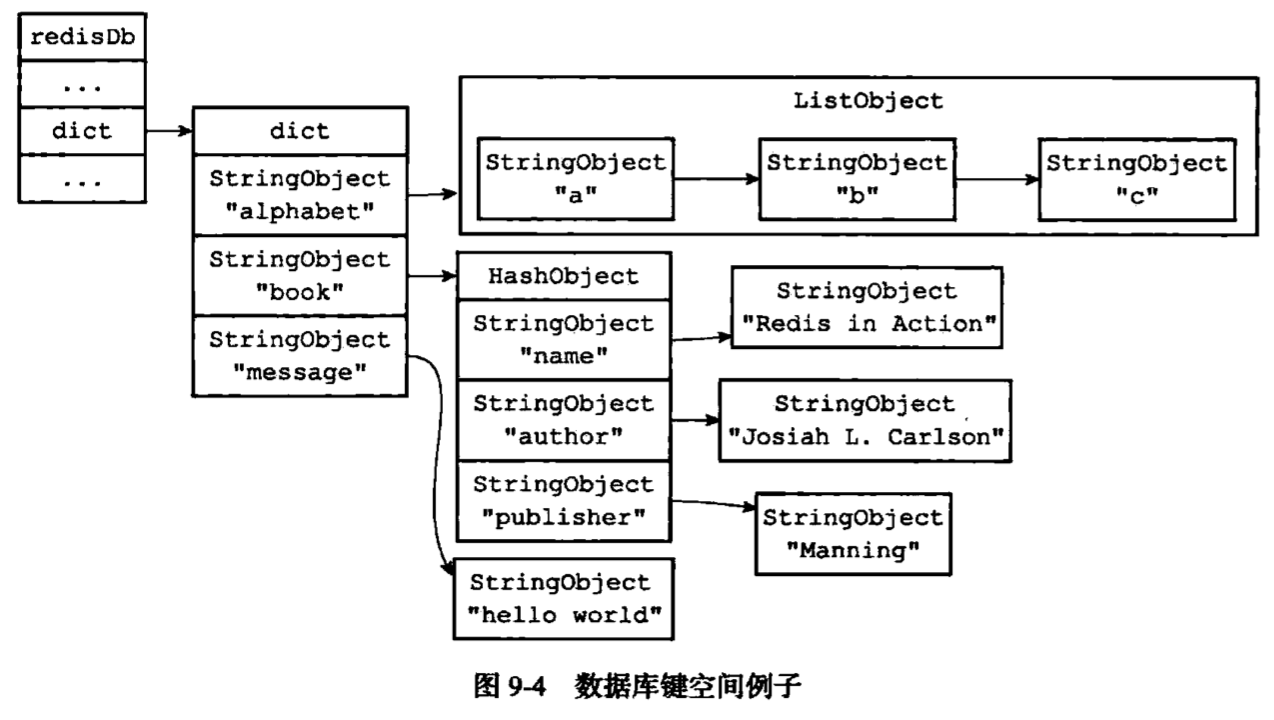 redisDb
...
dict
...
dict
StringObject
"alphabet"
StringObject
"book"
StringObject
"message"
ListObject
StringObject
"a"
StringObject
"b"
StringObject
"c"
HashObject
StringObject
"name"
StringObject
"author"
StringObject
"publisher"
StringObject
"Redis in Action"
StringObject
"Josiah L. Carlson"
StringObject
"Manning"
StringObject
"hello world"
图 9-4 数据库键空间例子